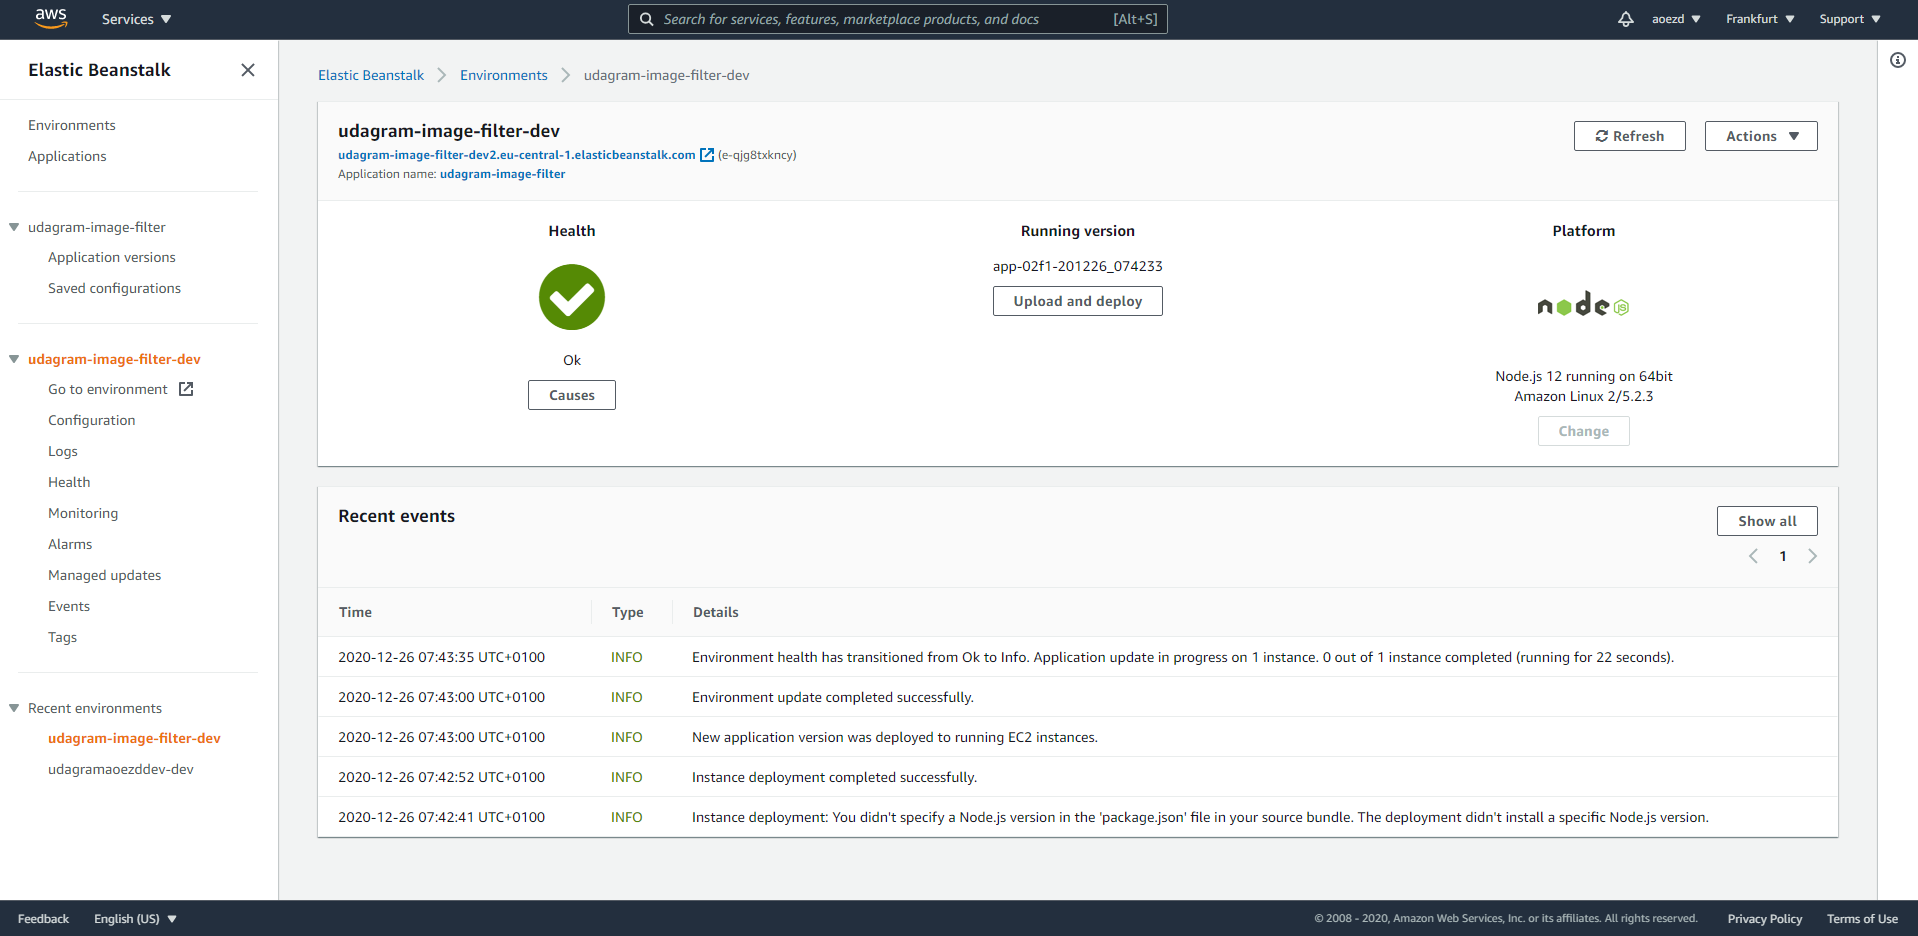 aws Services [Alt+S] aoezd Frankfurt Support
Search for services, features, marketplace products, and docs
Elastic Beanstalk
Environments
Applications
udagram-image-filter
Application versions
Saved configurations
udagram-image-filter-dev
Go to environment
Configuration
Logs
Health
Monitoring
Alarms
Managed updates
Events
Tags
Recent environments
udagram-image-filter-dev
udagramaoezddev-dev
Elastic Beanstalk Environments udagram-image-filter-dev
udagram-image-filter-dev
udagram-image-filter-dev2.eu-central-1.elasticbeanstalk.com (e-qjg8txkncy)
Application name: udagram-image-filter
Refresh Actions
Health
Ok
Causes
Running version
app-02f1-201226_074233
Upload and deploy
Platform
node JS
Node.js 12 running on 64bit
Amazon Linux 2/5.2.3
Change
Recent events
Show all
1
Time Type Details
2020-12-26 07:43:35 UTC+0100 INFO Environment health has transitioned from Ok to Info. Application update in progress on 1 instance. 0 out of 1 instance completed (running for 22 seconds).
2020-12-26 07:43:00 UTC+0100 INFO Environment update completed successfully.
2020-12-26 07:43:00 UTC+0100 INFO New application version was deployed to running EC2 instances.
2020-12-26 07:42:52 UTC+0100 INFO Instance deployment completed successfully.
2020-12-26 07:42:41 UTC+0100 INFO Instance deployment: You didn't specify a Node.js version in the 'package.json' file in your source bundle. The deployment didn't install a specific Node.js version.
Feedback English (US) © 2008 - 2020, Amazon Web Services, Inc. or its affiliates. All rights reserved. Privacy Policy Terms of Use